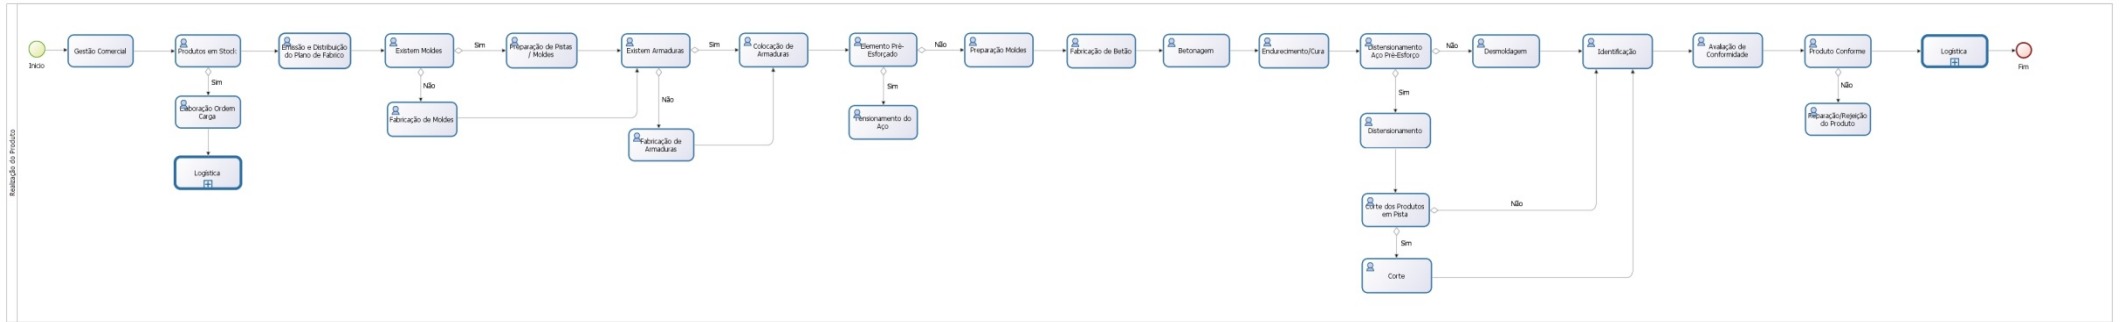 Realização do Produto
Início
Gestão Comercial
Produtos em Stock
Sim
Elaboração Ordem
Carga
Logística
Emissão e Distribuição
do Plano de Fabrico
Existem Moldes
Sim
Não
Fabricação de Moldes
Preparação de Pistas
/ Moldes
Existem Armaduras
Sim
Não
Fabricação de
Armaduras
Colocação de
Armaduras
Elemento Pré-
Esforçado
Não
Sim
Tensionamento do
Aço
Preparação Moldes
Fabricação de Betão
Betonagem
Endurecimento/Cura
Distensionamento
Aço Pré-Esforço
Não
Sim
Distensionamento
Corte dos Produtos
em Pista
Não
Sim
Corte
Desmoldagem
Identificação
Avaliação de
Conformidade
Produto Conforme
Não
Reparação/Rejeição
do Produto
Logística
Fim